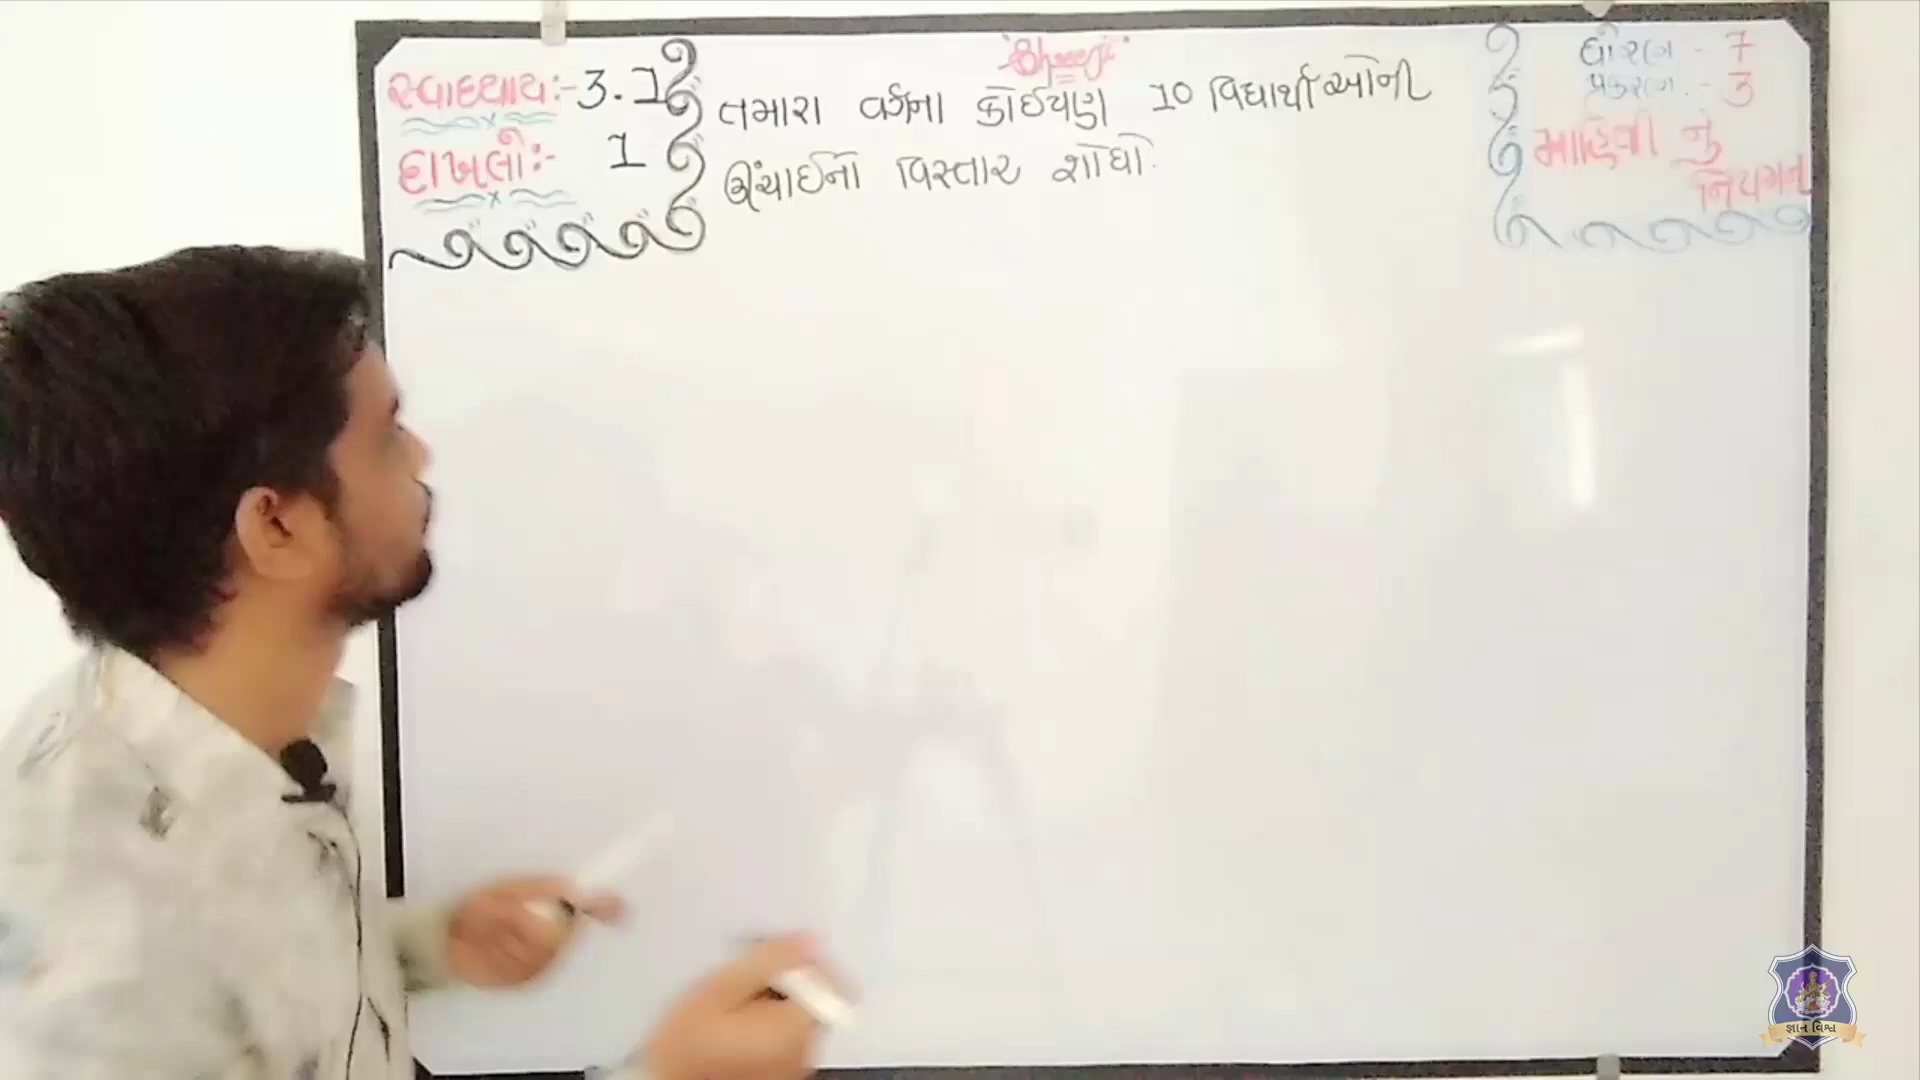 સ્વાધ્યાય:- 3.1
દાખલો:- 1
તમારા વર્ગના કોઈપણ 10 વિદ્યાર્થીઓની
ઊંચાઈનો વિસ્તાર શોધો.
ધોરણ - 7
પ્રકરણ - 3
માહિતી નું
નિયમન
જ્ઞાન વિશ્વ